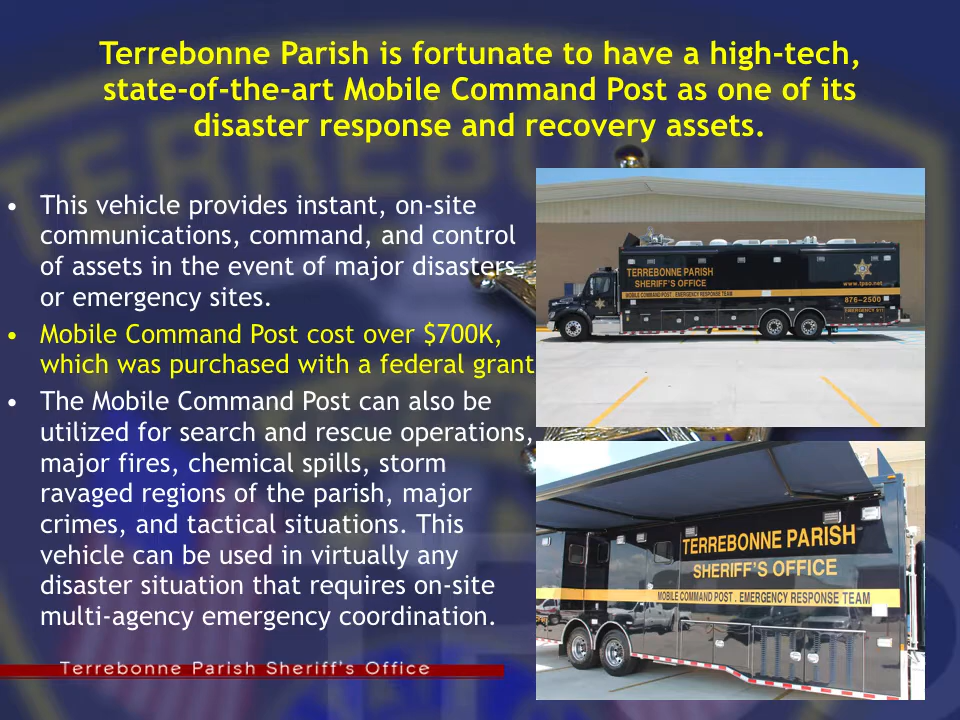 Terrebonne Parish is fortunate to have a high-tech,
state-of-the-art Mobile Command Post as one of its
disaster response and recovery assets.
• This vehicle provides instant, on-site
communications, command, and control
of assets in the event of major disasters
or emergency sites.
• Mobile Command Post cost over $700K,
which was purchased with a federal grant
• The Mobile Command Post can also be
utilized for search and rescue operations,
major fires, chemical spills, storm
ravaged regions of the parish, major
crimes, and tactical situations. This
vehicle can be used in virtually any
disaster situation that requires on-site
multi-agency emergency coordination.
TERREBONNE PARISH
SHERIFF'S OFFICE
MOBILE COMMAND POST . EMERGENCY RESPONSE TEAM
www.tpso.net
876-2500
EMERGENCY 911
TERREBONNE PARISH
SHERIFF'S OFFICE
MOBILE COMMAND POST . EMERGENCY RESPONSE TEAM
Terrebonne Parish Sheriff's Office
TERREBONNE